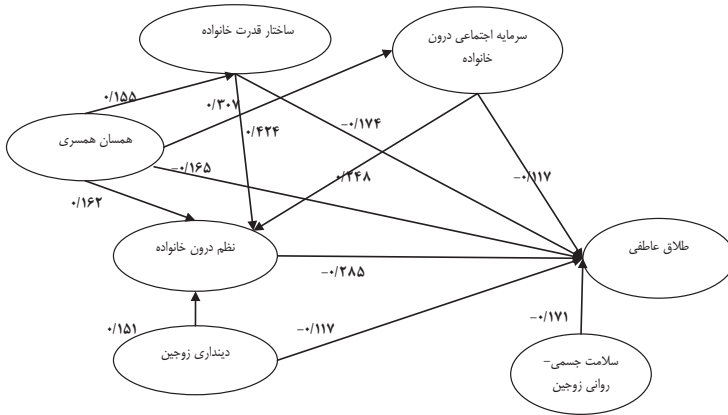 ساختار قدرت خانواده
سرمایه اجتماعی درون
خانواده
۰/۱۵۵
۰/۳۰۷
-۰/۱۷۴
۰/۴۲۴
همسان همسری
-۰/۱۶۵
۰/۲۴۸
-۰/۱۱۷
۰/۱۶۲
نظم درون خانواده
طلاق عاطفی
-۰/۲۸۵
۰/۱۵۱
-۰/۱۱۷
-۰/۱۷۱
دینداری زوجین
سلامت جسمی-
روانی زوجین